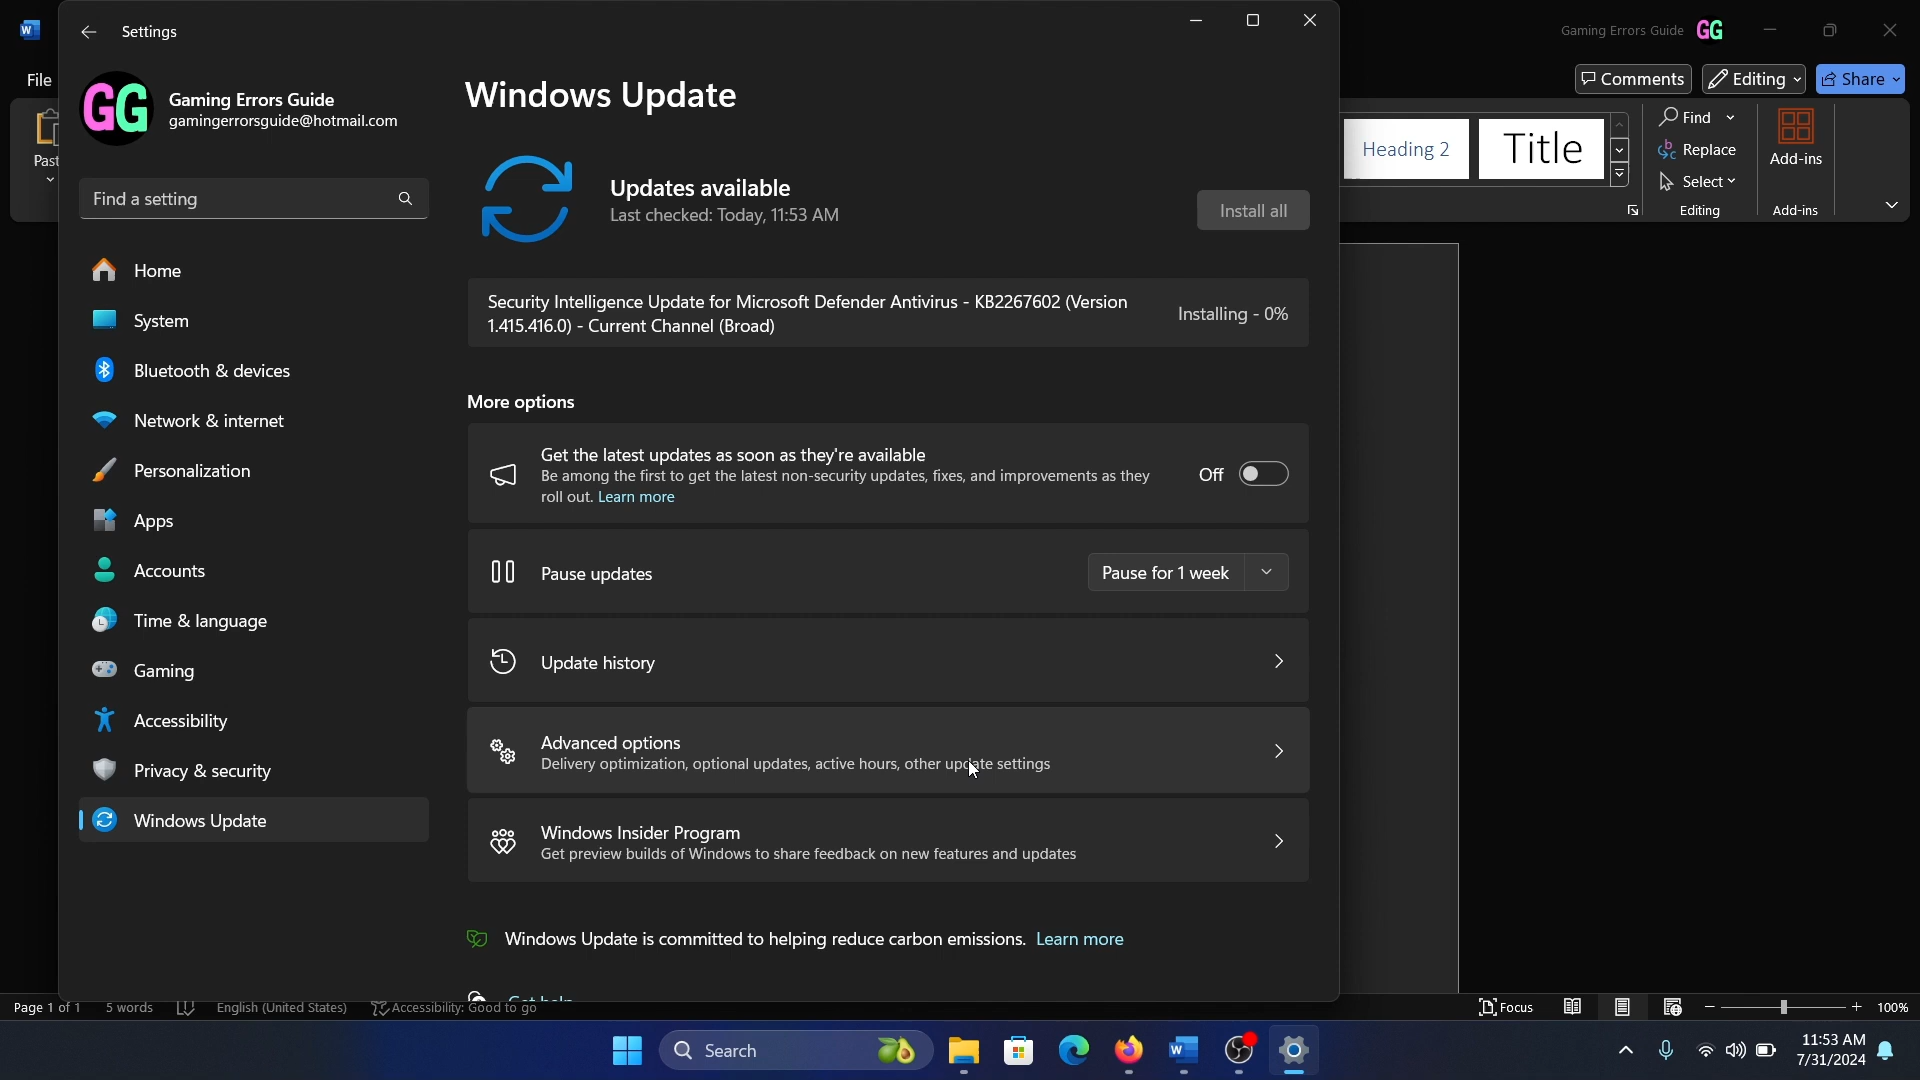 Settings
Gaming Errors Guide
GG
File
GG
Gaming Errors Guide
gamingerrorsguide@hotmail.com
Windows Update
Comments
Editing
Share
Find a setting
Updates available
Last checked: Today, 11:53 AM
Install all
Heading 2
Title
Find
Replace
Select
Editing
Add-ins
Add-ins
Home
System
Bluetooth & devices
Network & internet
Personalization
Apps
Accounts
Time & language
Gaming
Accessibility
Privacy & security
Windows Update
Security Intelligence Update for Microsoft Defender Antivirus - KB2267602 (Version
1.415.416.0) - Current Channel (Broad)
Installing - 0%
More options
Get the latest updates as soon as they're available
Be among the first to get the latest non-security updates, fixes, and improvements as they
roll out. Learn more
Off
Pause updates
Pause for 1 week
Update history
Advanced options
Delivery optimization, optional updates, active hours, other update settings
Windows Insider Program
Get preview builds of Windows to share feedback on new features and updates
Windows Update is committed to helping reduce carbon emissions. Learn more
Page 1 of 1
5 words
English (United States)
Accessibility: Good to go
Focus
100%
Search
11:53 AM
7/31/2024